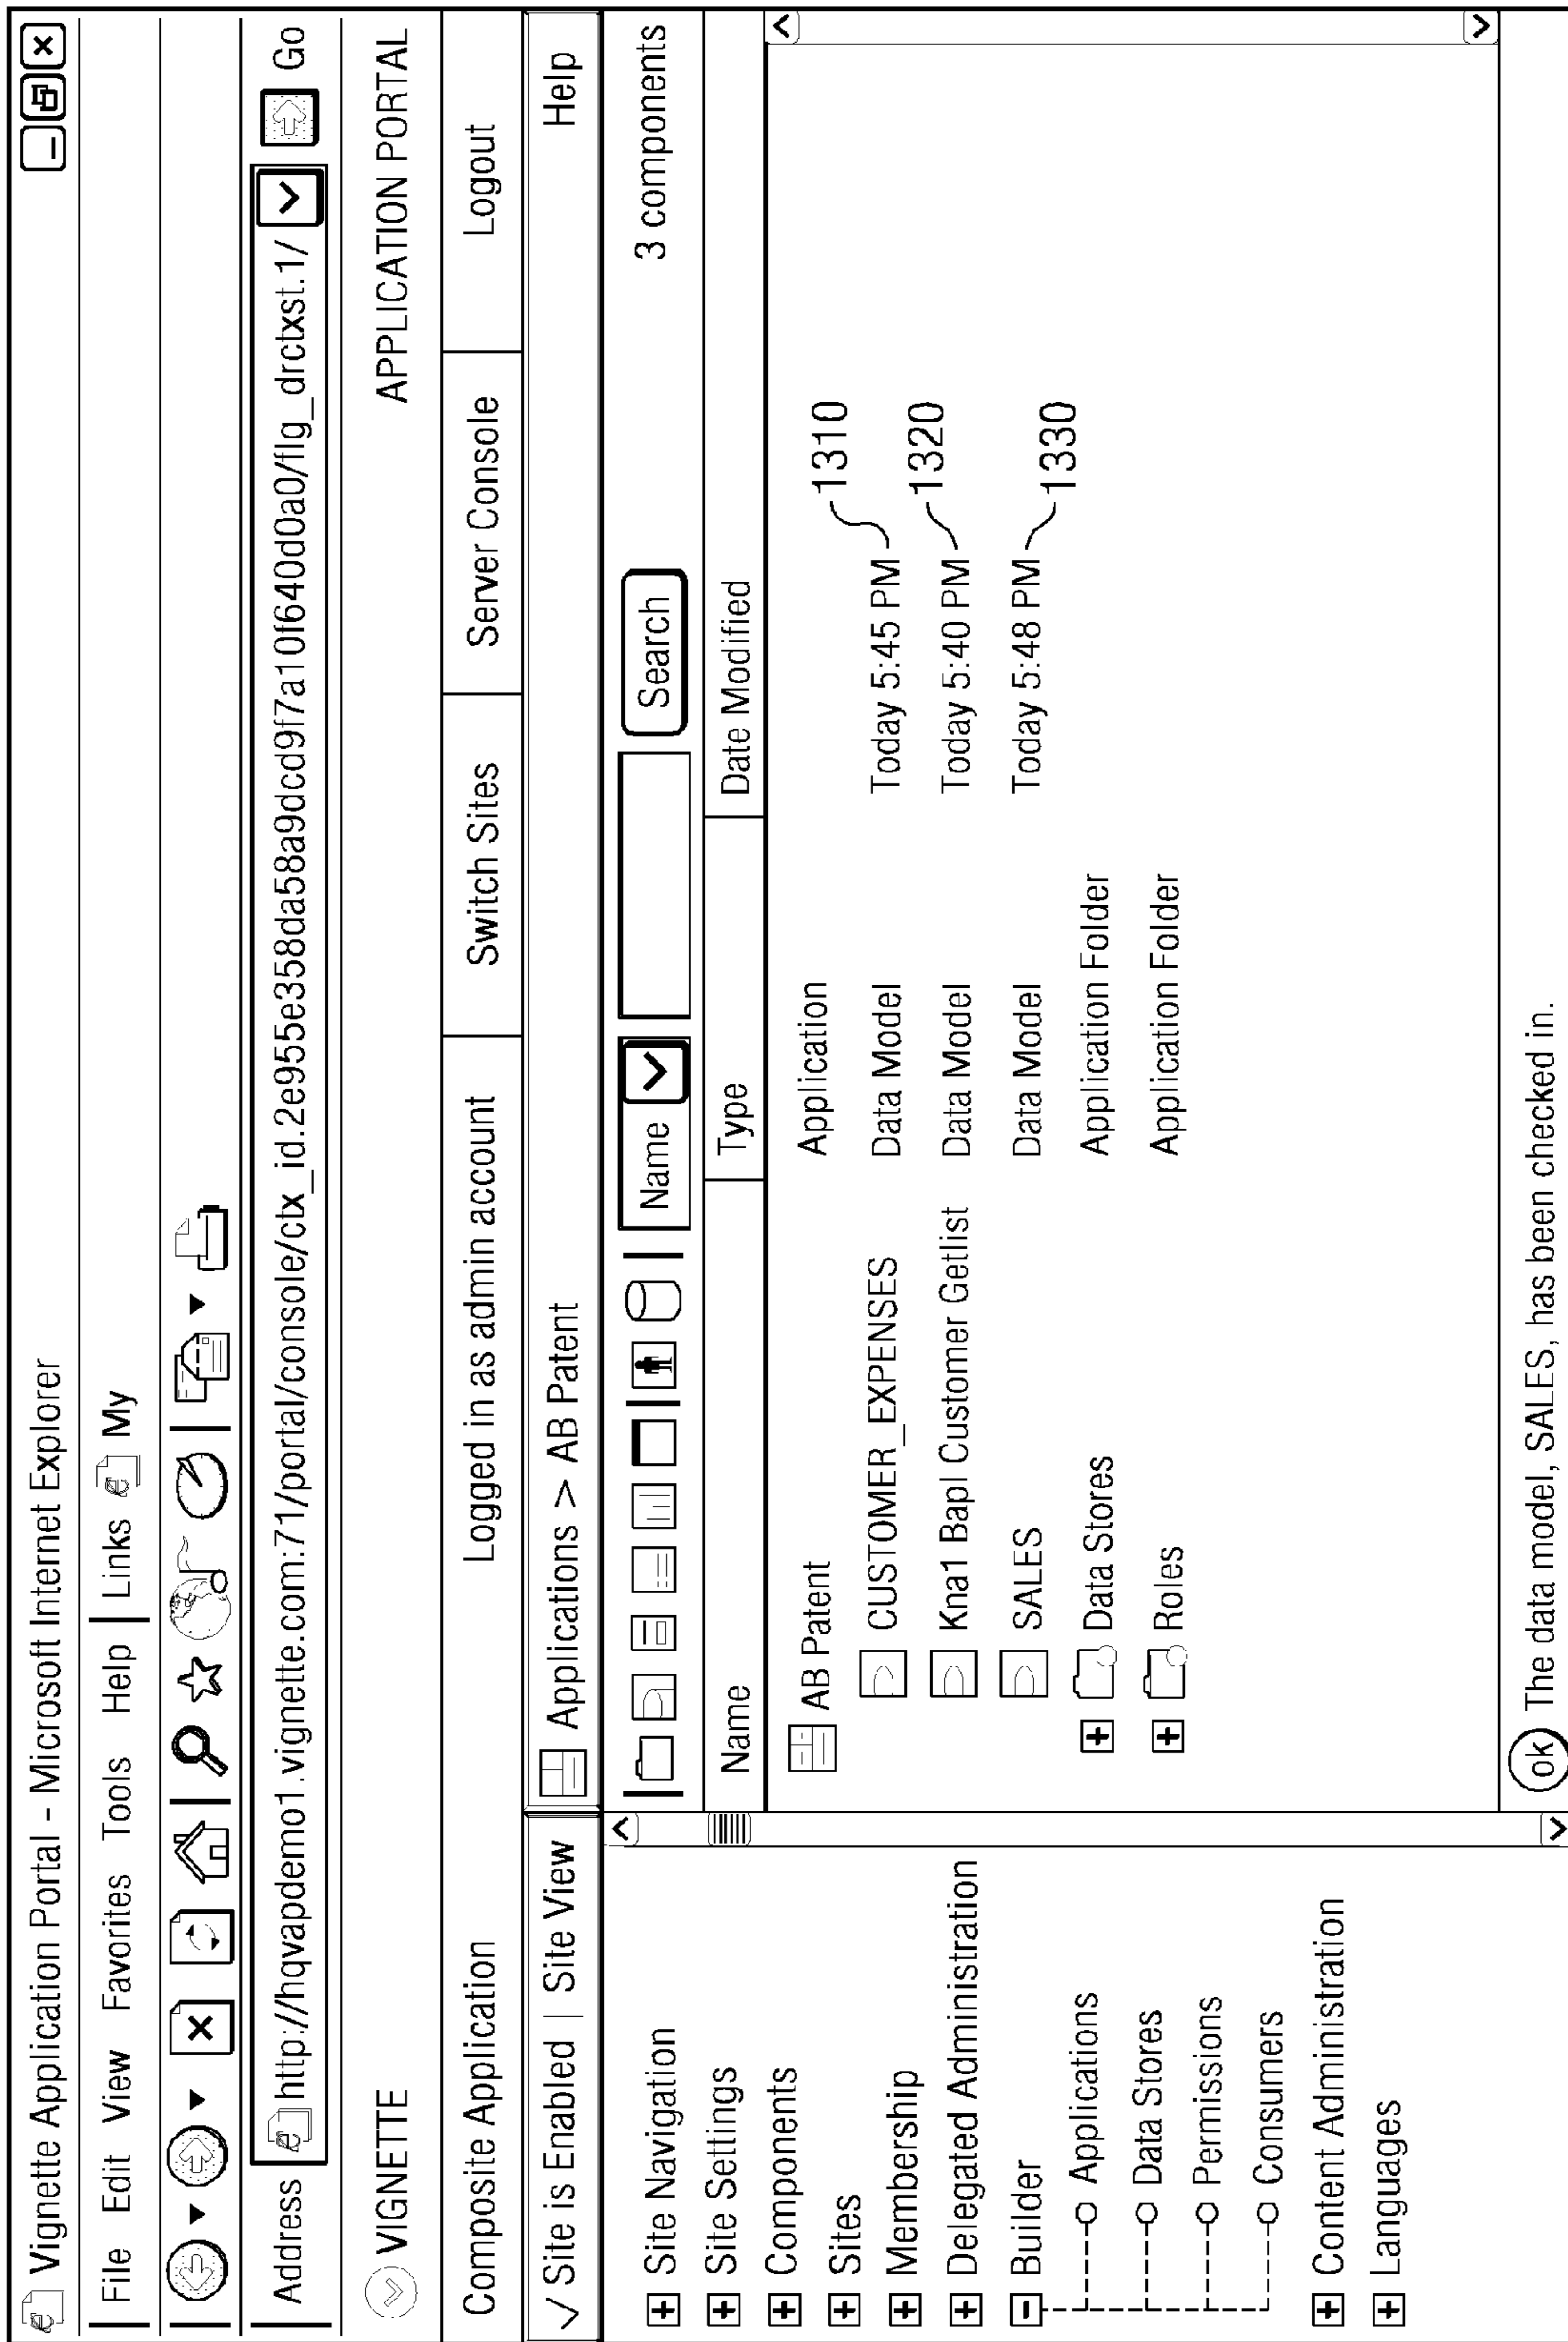 Vignette Application Portal - Microsoft Internet Explorer
File Edit View Favorites Tools Help Links My
Address http://hqvapdemo1.vignette.com:71/portal/console/ctx_id.2e955e358da58a9dcd9f7a10f640d0a0/flg_drctxst.1/ Go
VIGNETTE APPLICATION PORTAL
Composite Application Logged in as admin account Switch Sites Server Console Logout
Site is Enabled | Site View Applications > AB Patent Help
Name Search 3 components
Name Type Date Modified
Site Navigation
Site Settings
Components
Sites
Membership
Delegated Administration
Builder
Applications
Data Stores
Permissions
Consumers
Content Administration
Languages
AB Patent Application
CUSTOMER_EXPENSES Data Model Today 5:45 PM 1310
Kna1 Bapl Customer Getlist Data Model Today 5:40 PM 1320
SALES Data Model Today 5:48 PM 1330
Data Stores Application Folder
Roles Application Folder
ok The data model, SALES, has been checked in.